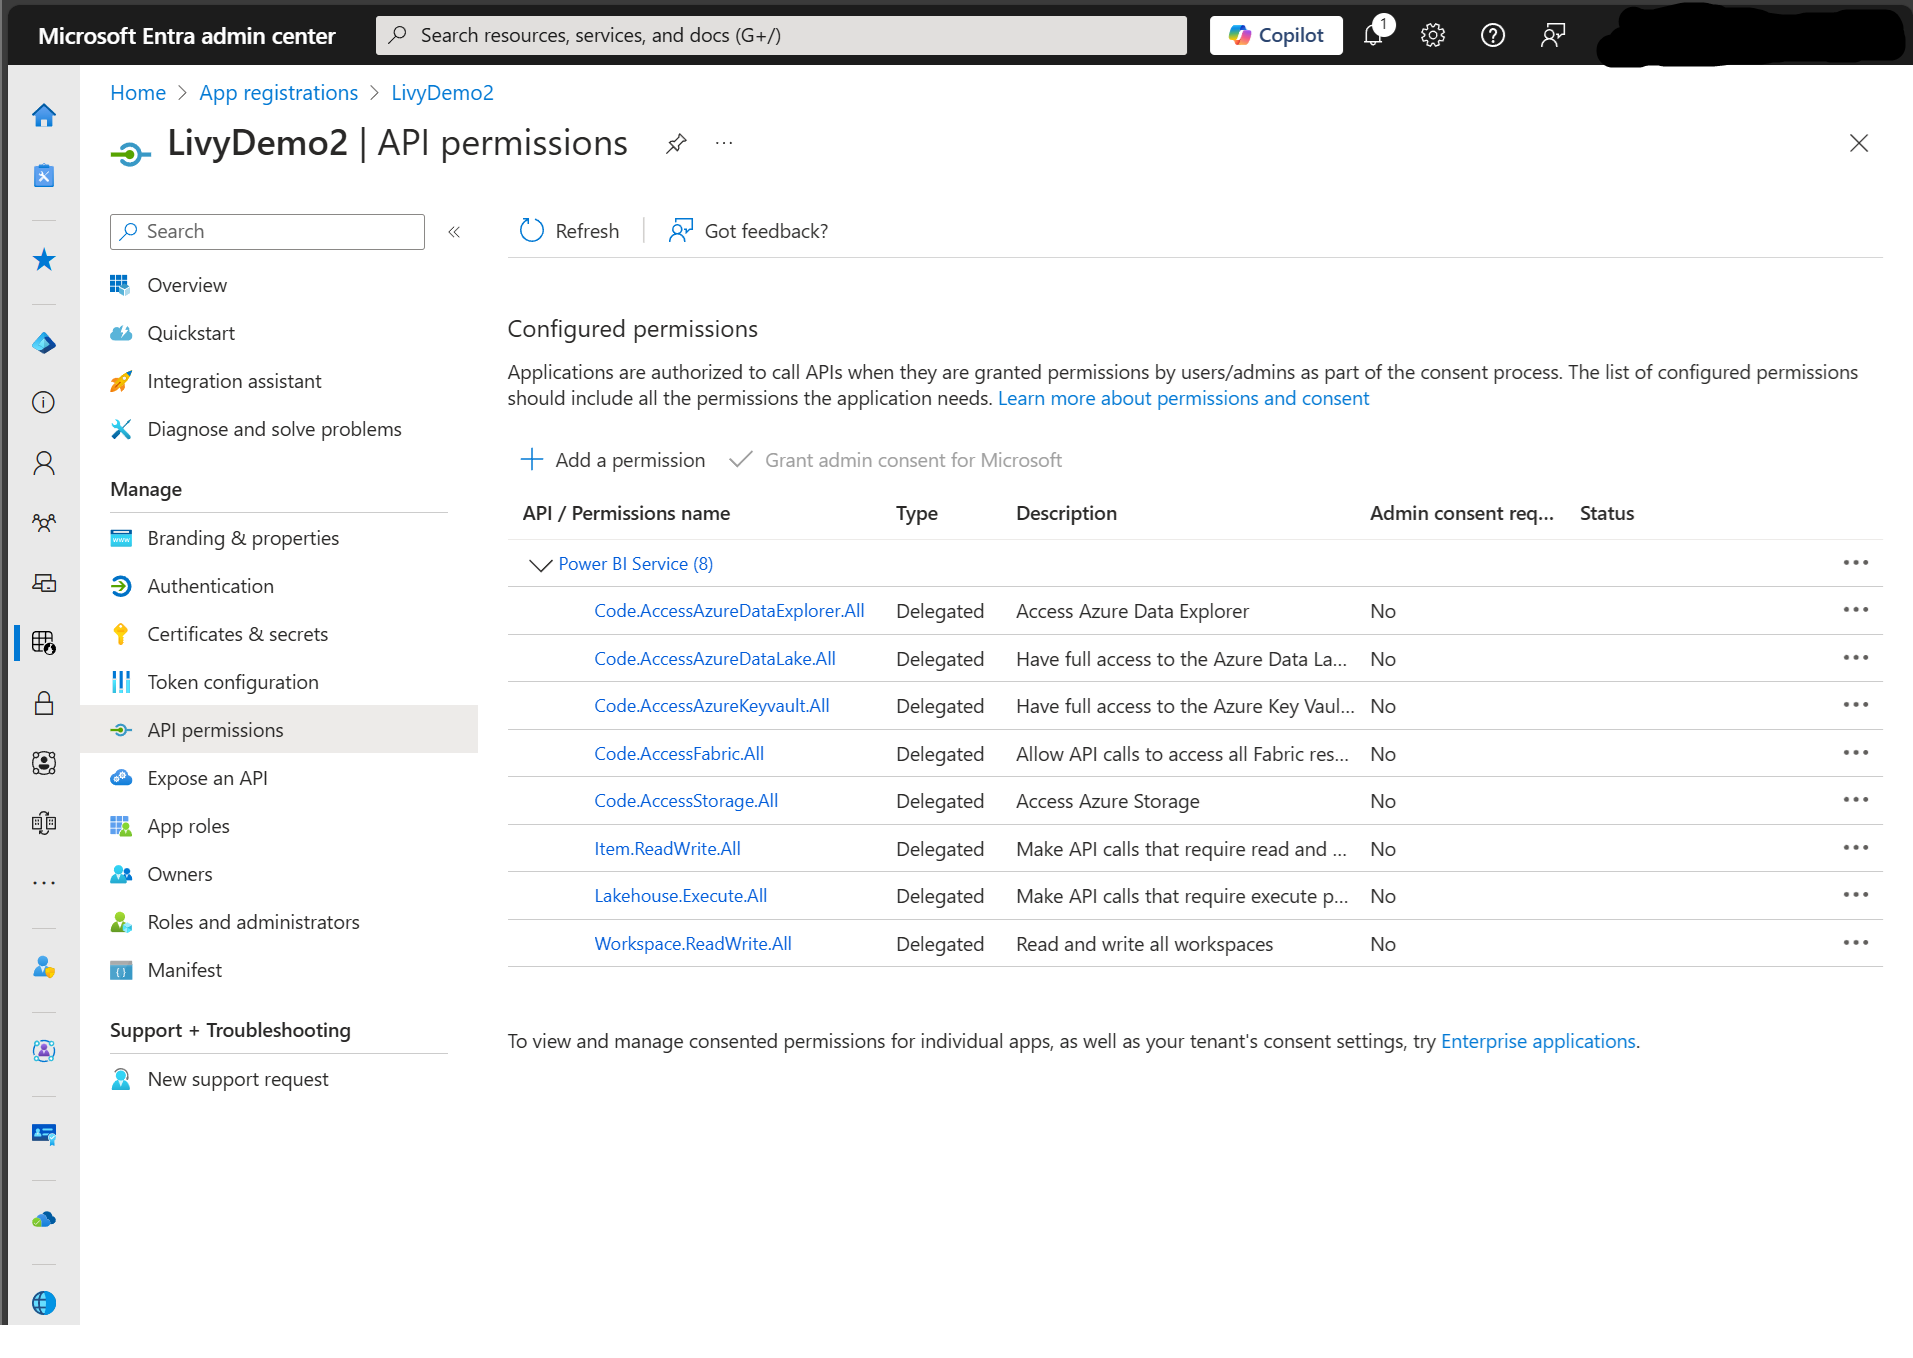 Microsoft Entra admin center
Search resources, services, and docs (G+/)
Copilot
1
Home > App registrations > LivyDemo2
LivyDemo2 | API permissions
Search
Refresh
Got feedback?
Overview
Quickstart
Integration assistant
Diagnose and solve problems
Manage
Branding & properties
Authentication
Certificates & secrets
Token configuration
API permissions
Expose an API
App roles
Owners
Roles and administrators
Manifest
Support + Troubleshooting
New support request
Configured permissions
Applications are authorized to call APIs when they are granted permissions by users/admins as part of the consent process. The list of configured permissions
should include all the permissions the application needs. Learn more about permissions and consent
Add a permission
Grant admin consent for Microsoft
API / Permissions name Type Description Admin consent req... Status
Power BI Service (8)
Code.AccessAzureDataExplorer.All Delegated Access Azure Data Explorer No
Code.AccessAzureDataLake.All Delegated Have full access to the Azure Data La... No
Code.AccessAzureKeyvault.All Delegated Have full access to the Azure Key Vaul... No
Code.AccessFabric.All Delegated Allow API calls to access all Fabric res... No
Code.AccessStorage.All Delegated Access Azure Storage No
Item.ReadWrite.All Delegated Make API calls that require read and ... No
Lakehouse.Execute.All Delegated Make API calls that require execute p... No
Workspace.ReadWrite.All Delegated Read and write all workspaces No
To view and manage consented permissions for individual apps, as well as your tenant's consent settings, try Enterprise applications.